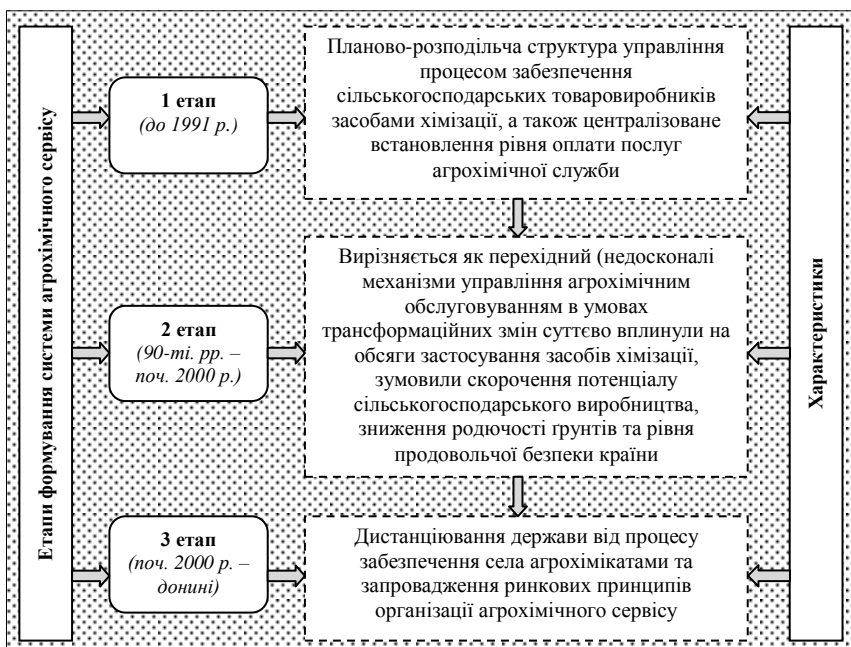 Етапи формування системи агрохімічного сервісу
1 етап
(до 1991 р.)
Планово-розподільча структура управління
процесом забезпечення
сільськогосподарських товаровиробників
засобами хімізації, а також централізоване
встановлення рівня оплати послуг
агрохімічної служби
2 етап
(90-ті. рр. –
поч. 2000 р.)
Вирізняється як перехідний (недосконалі
механізми управління агрохімічним
обслуговуванням в умовах
трансформаційних змін суттєво вплинули на
обсяги застосування засобів хімізації,
зумовили скорочення потенціалу
сільськогосподарського виробництва,
зниження родючості ґрунтів та рівня
продовольчої безпеки країни
3 етап
(поч. 2000 р. –
донині)
Дистанціювання держави від процесу
забезпечення села агрохімікатами та
запровадження ринкових принципів
організації агрохімічного сервісу
Характеристики